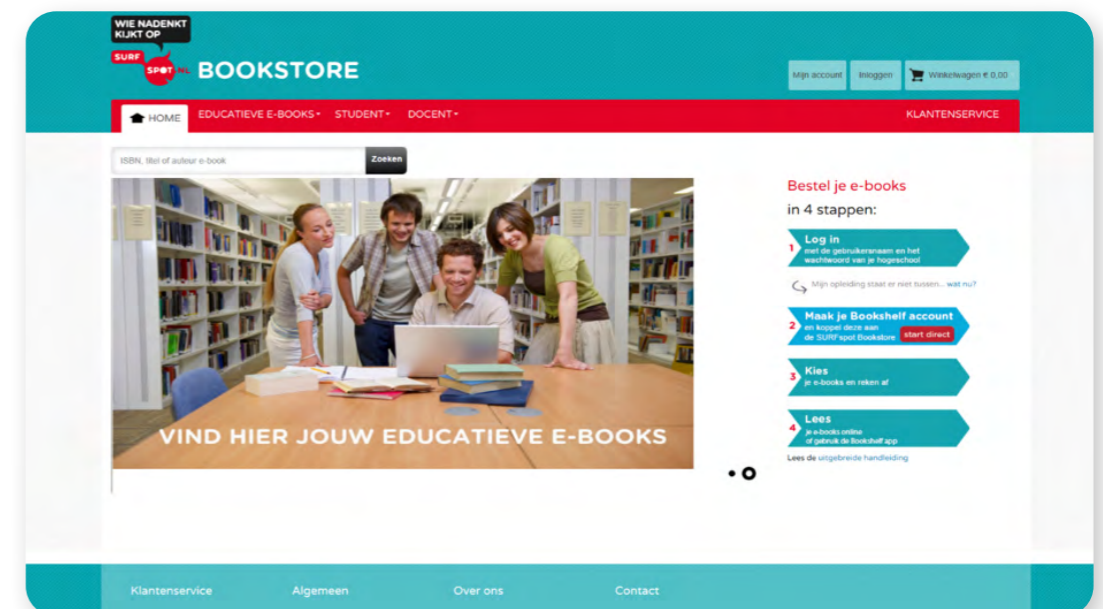 WIE NADENKT
KIJKT OP
SURF
SPOT.NL
BOOKSTORE
Mijn account
Inloggen
Winkelwagen € 0,00
HOME
EDUCATIEVE E-BOOKS
STUDENT
DOCENT
KLANTENSERVICE
ISBN, titel of auteur e-book
Zoeken
VIND HIER JOUW EDUCATIEVE E-BOOKS
Bestel je e-books
in 4 stappen:
1 Log in
met de gebruikersnaam en het
wachtwoord van je hogeschool
Mijn opleiding staat er niet tussen... wat nu?
2 Maak je Bookshelf account
en koppel deze aan
de SURFspot Bookstore
start direct
3 Kies
je e-books en reken af
4 Lees
je e-books online
of gebruik de Bookshelf app
Lees de uitgebreide handleiding
Klantenservice
Algemeen
Over ons
Contact